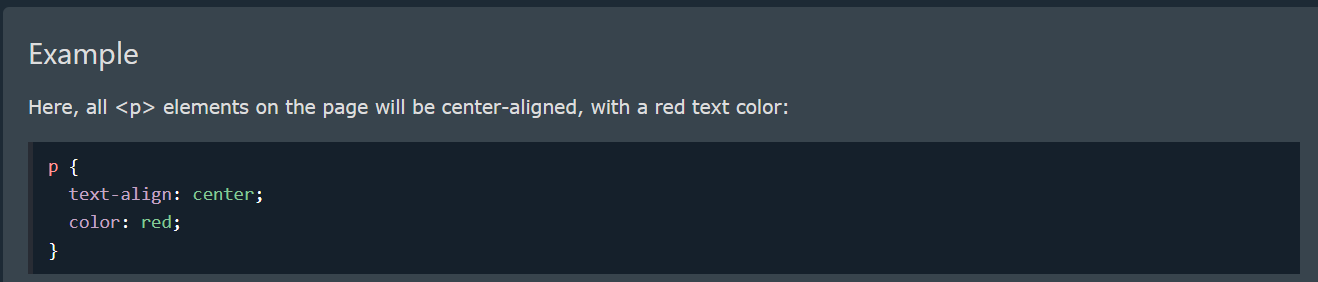 Example
Here, all <p> elements on the page will be center-aligned, with a red text color:
p {
  text-align: center;
  color: red;
}